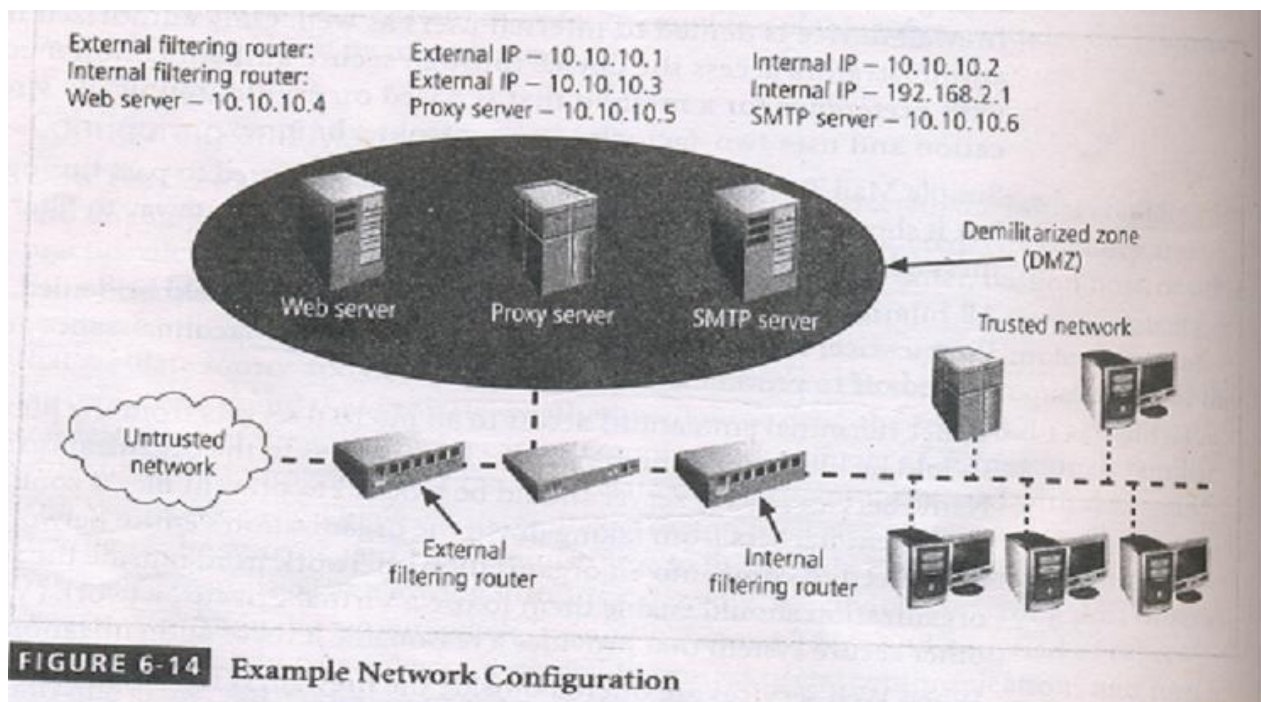 External filtering router: External IP – 10.10.10.1 Internal IP – 10.10.10.2
Internal filtering router: External IP – 10.10.10.3 Internal IP – 192.168.2.1
Web server – 10.10.10.4 Proxy server – 10.10.10.5 SMTP server – 10.10.10.6
Demilitarized zone
(DMZ)
Web server
Proxy server
SMTP server
Trusted network
Untrusted
network
External
filtering router
Internal
filtering router
FIGURE 6-14 Example Network Configuration